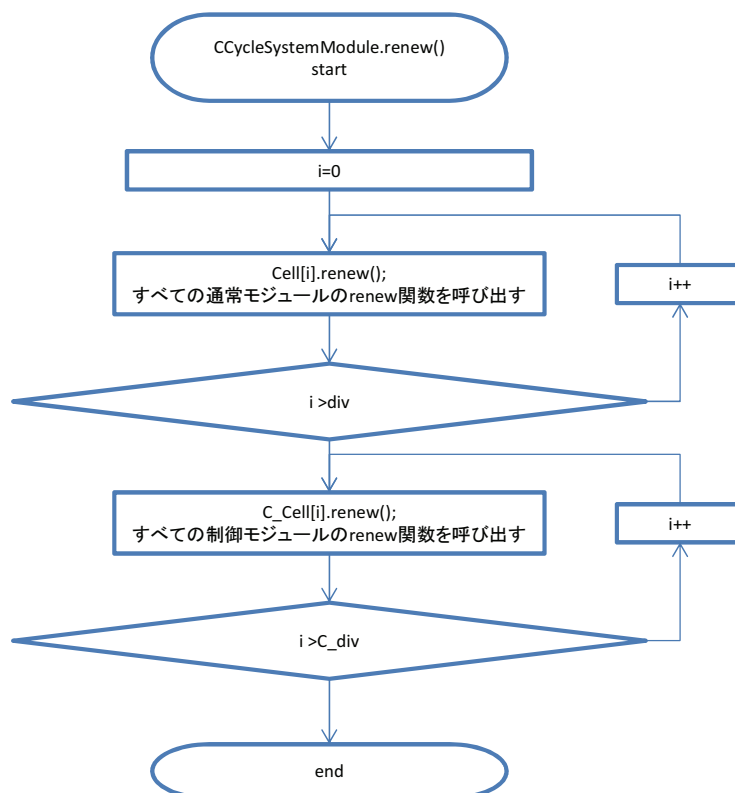 CCycleSystemModule.renew()
start
i=0
Cell[i].renew();
すべての通常モジュールのrenew関数を呼び出す
i++
i >div
C_Cell[i].renew();
すべての制御モジュールのrenew関数を呼び出す
i++
i >C_div
end